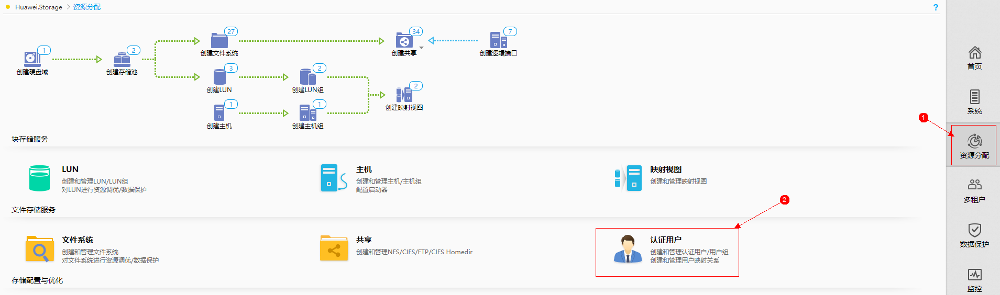 Huawei.Storage > 资源分配
?
27
创建文件系统
34
创建共享
7
创建逻辑端口
1
创建硬盘域
2
创建存储池
3
创建LUN
2
创建LUN组
2
创建映射视图
1
创建主机
1
创建主机组
块存储服务
LUN
创建和管理LUN/LUN组
对LUN进行资源调优/数据保护
主机
创建和管理主机/主机组
配置启动器
映射视图
创建和管理映射视图
文件存储服务
文件系统
创建和管理文件系统
对文件系统进行资源调优/数据保护
共享
创建和管理NFS/CIFS/FTP/CIFS Homedir
2
认证用户
创建和管理认证用户/用户组
创建和管理用户映射关系
存储配置与优化
首页
系统
1
资源分配
多租户
数据保护
监控